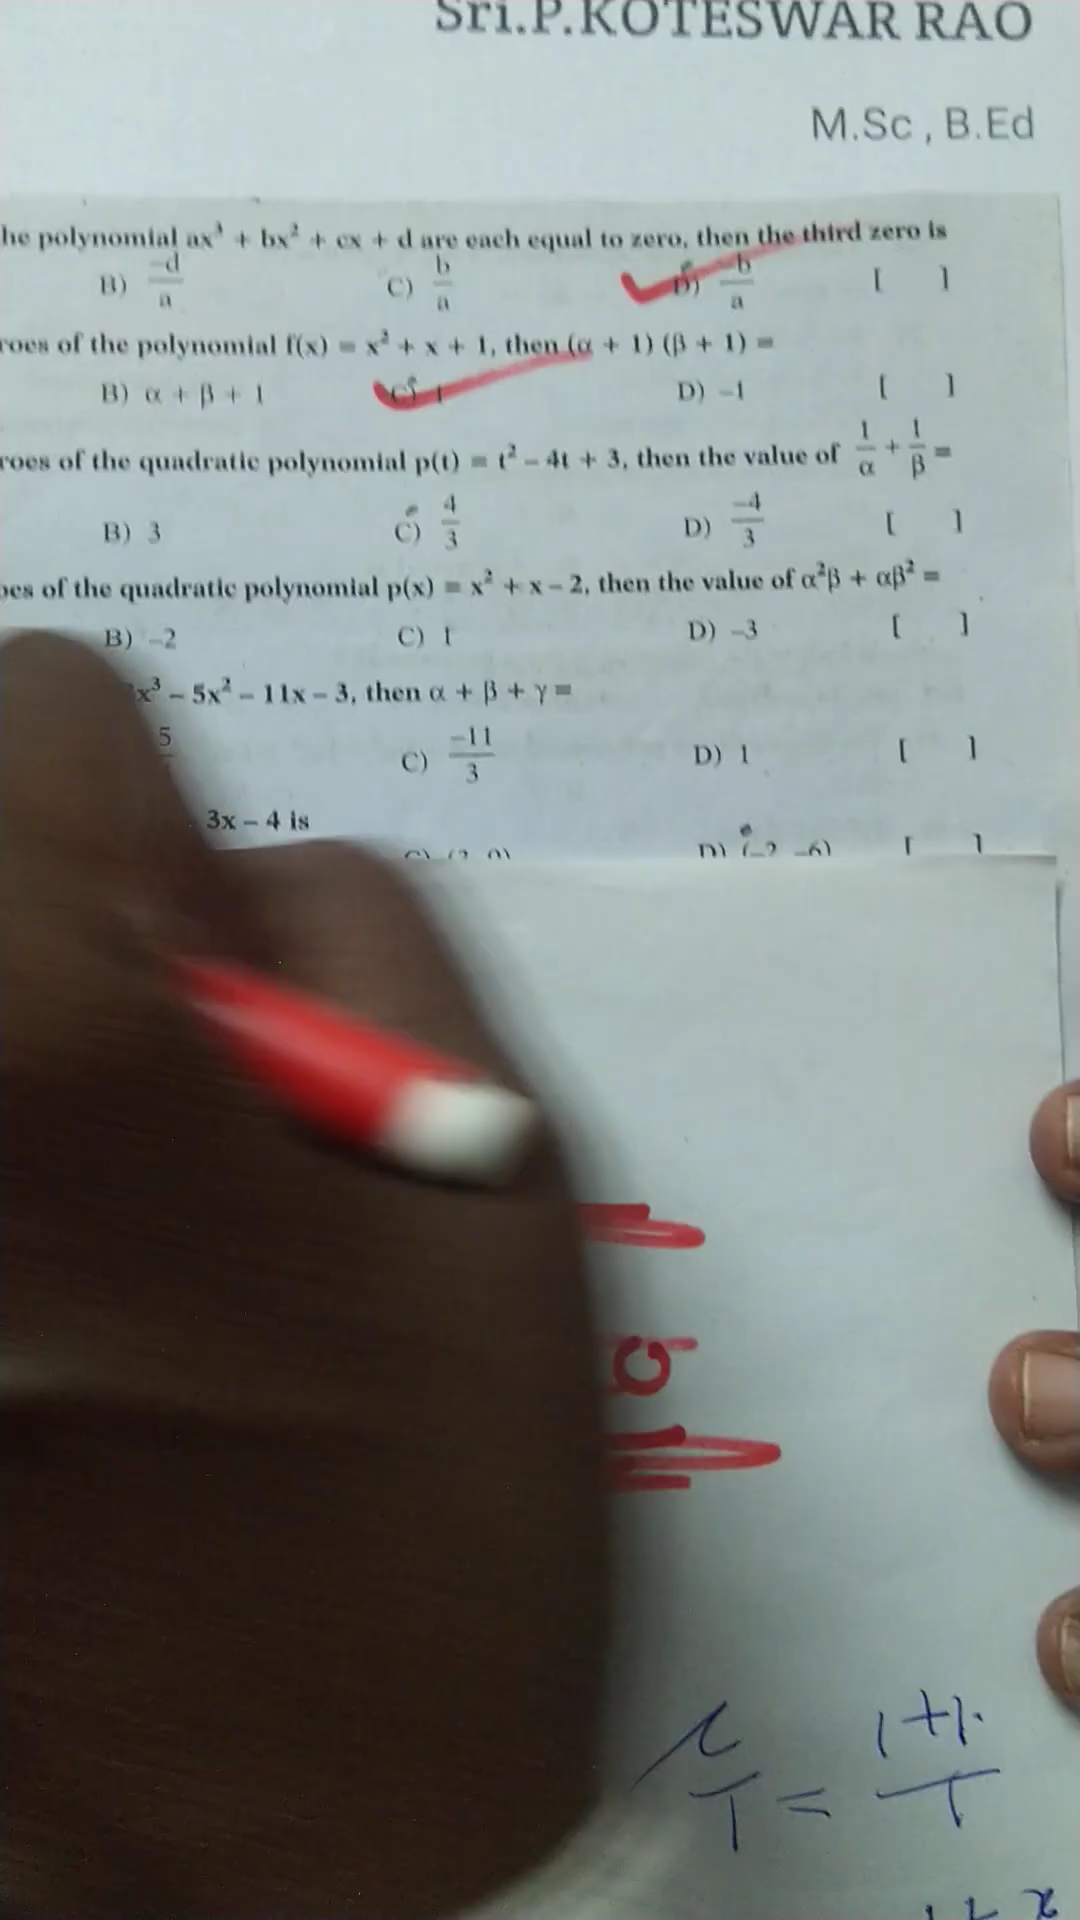 Sri.P.KOTESWAR RAO
M.Sc , B.Ed
he polynomial ax³ + bx² + cx + d are each equal to zero, then the third zero is
B) -d/a C) b/a D) -b/a [ ]
roes of the polynomial f(x) = x² + x + 1, then (α + 1) (β + 1) =
B) α + β + 1 C) 1 D) -1 [ ]
roes of the quadratic polynomial p(t) = t² - 4t + 3, then the value of 1/α + 1/β =
B) 3 C) 4/3 D) -4/3 [ ]
oes of the quadratic polynomial p(x) = x² + x - 2, then the value of α²β + αβ² =
B) -2 C) 1 D) -3 [ ]
x³ - 5x² - 11x - 3, then α + β + γ =
5 C) -11/3 D) 1 [ ]
3x - 4 is
D) (-2 -6) [ ]